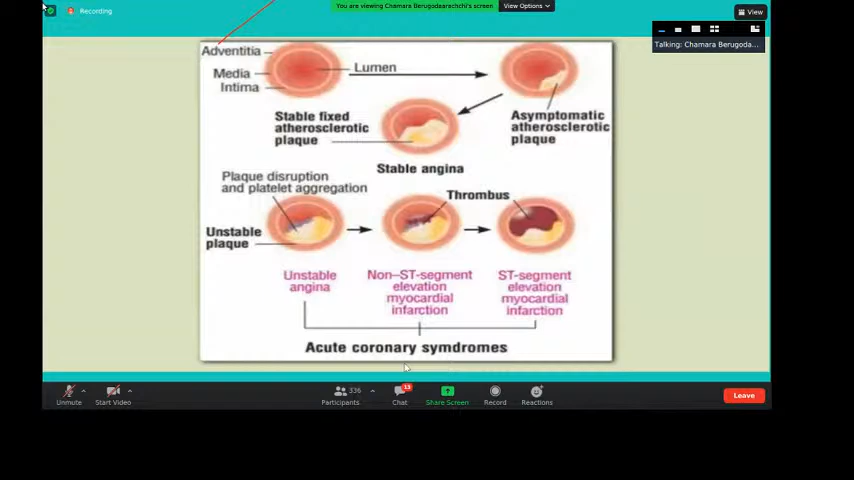 Recording
You are viewing Chamara Berugodaarachchi's screen
View Options
View
Talking: Chamara Berugoda...
Adventitia
Media
Intima
Lumen
Stable fixed
atherosclerotic
plaque
Asymptomatic
atherosclerotic
plaque
Stable angina
Plaque disruption
and platelet aggregation
Thrombus
Unstable
plaque
Unstable
angina
Non–ST-segment
elevation
myocardial
infarction
ST-segment
elevation
myocardial
infarction
Acute coronary symdromes
Unmute
Start Video
336
Participants
13
Chat
Share Screen
Record
Reactions
Leave